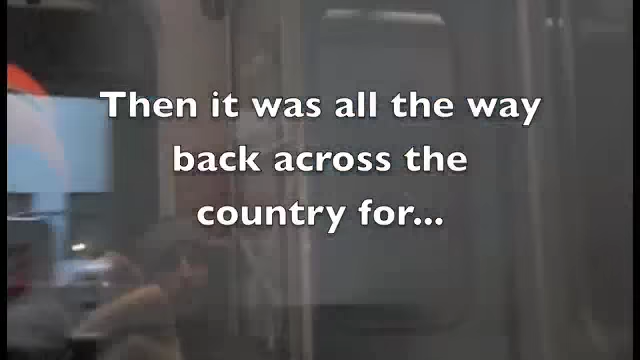 Then it was all the way
back across the
country for...